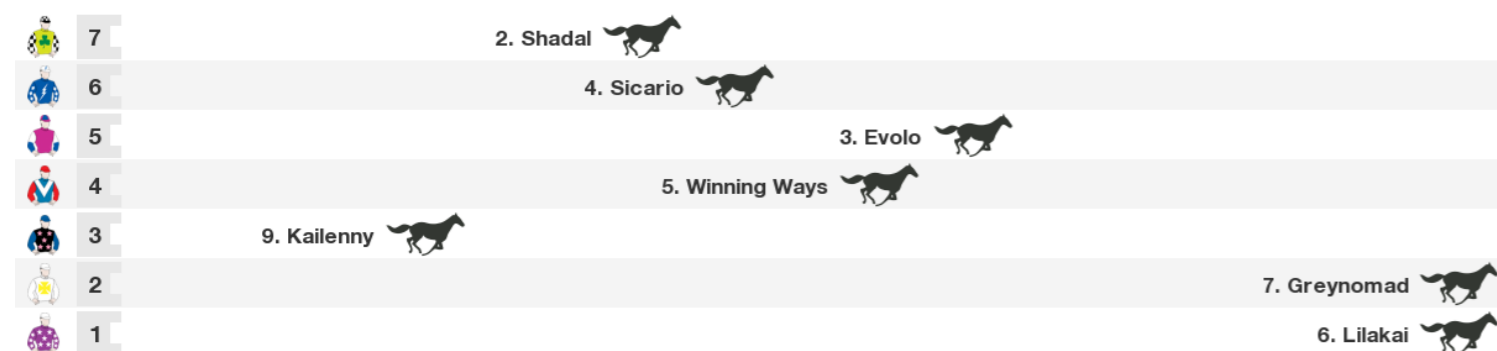 7 2. Shadal
6 4. Sicario
5 3. Evolo
4 5. Winning Ways
3 9. Kailenny
2 7. Greynomad
1 6. Lilakai